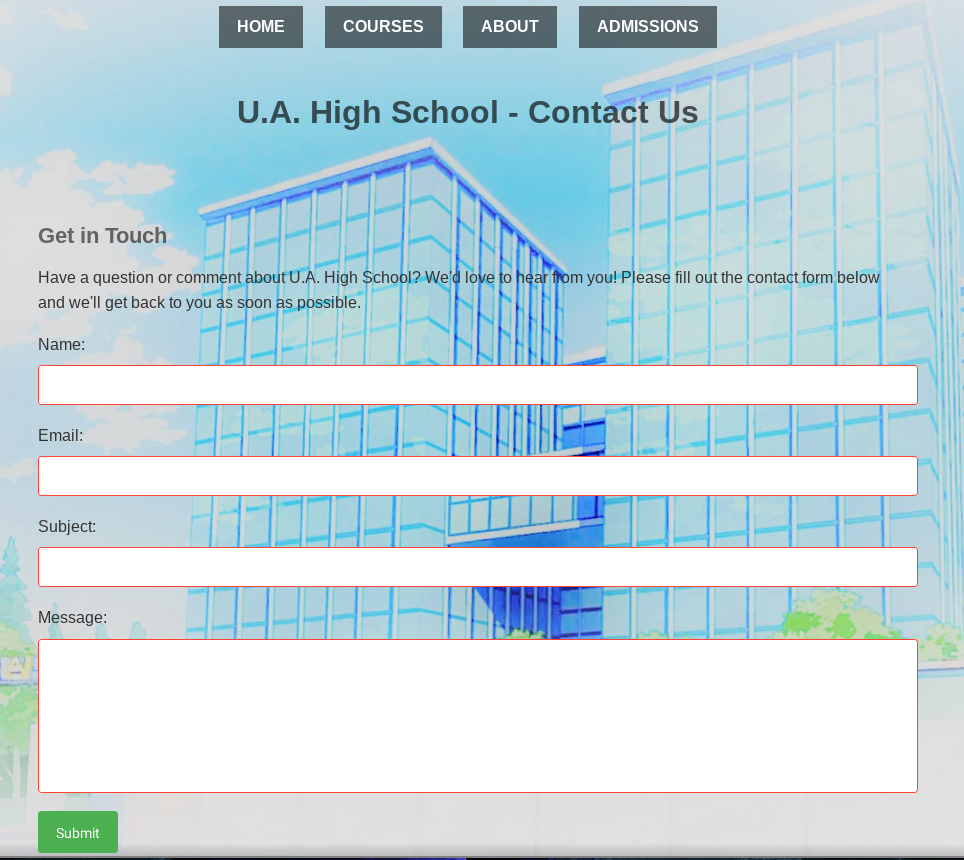 HOME COURSES ABOUT ADMISSIONS
U.A. High School - Contact Us
Get in Touch
Have a question or comment about U.A. High School? We'd love to hear from you! Please fill out the contact form below
and we'll get back to you as soon as possible.
Name:
Email:
Subject:
Message:
Submit